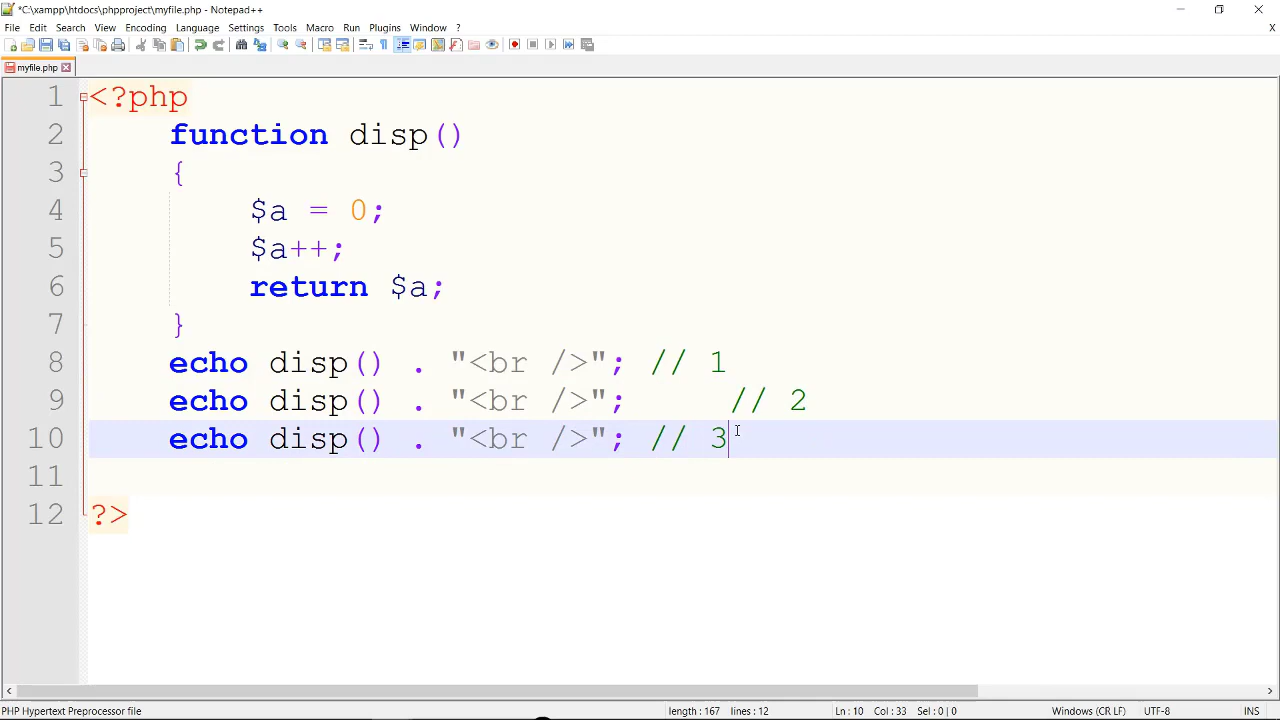 *C:\xampp\htdocs\phpproject\myfile.php - Notepad++
File Edit Search View Encoding Language Settings Tools Macro Run Plugins Window ? X
myfile.php
1 <?php
2 function disp()
3 {
4 $a = 0;
5 $a++;
6 return $a;
7 }
8 echo disp() . "<br />"; // 1
9 echo disp() . "<br />"; // 2
10 echo disp() . "<br />"; // 3
11
12 ?>
PHP Hypertext Preprocessor file length : 167 lines : 12 Ln : 10 Col : 33 Sel : 0 | 0 Windows (CR LF) UTF-8 INS